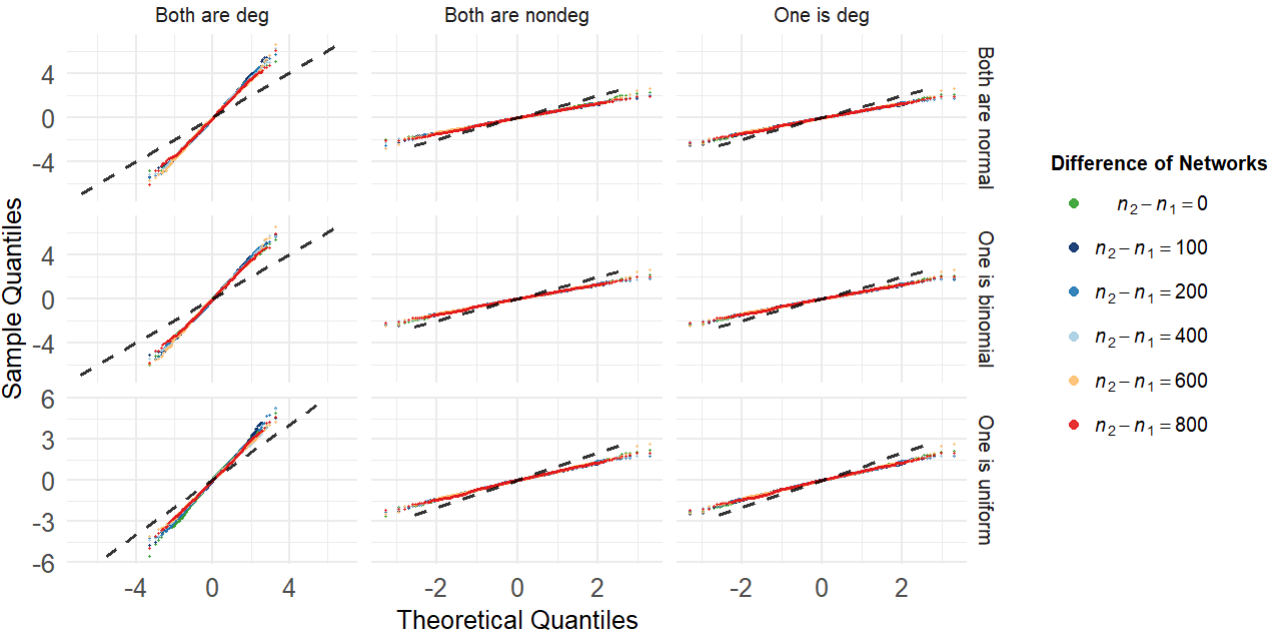 Both are deg
Both are nondeg
One is deg
Sample Quantiles
4
0
-4
Both are normal
4
0
-4
One is binomial
6
3
0
-3
-6
One is uniform
-4 0 4
-2 0 2
-2 0 2
Theoretical Quantiles
Difference of Networks
n₂ − n₁ = 0
n₂ − n₁ = 100
n₂ − n₁ = 200
n₂ − n₁ = 400
n₂ − n₁ = 600
n₂ − n₁ = 800